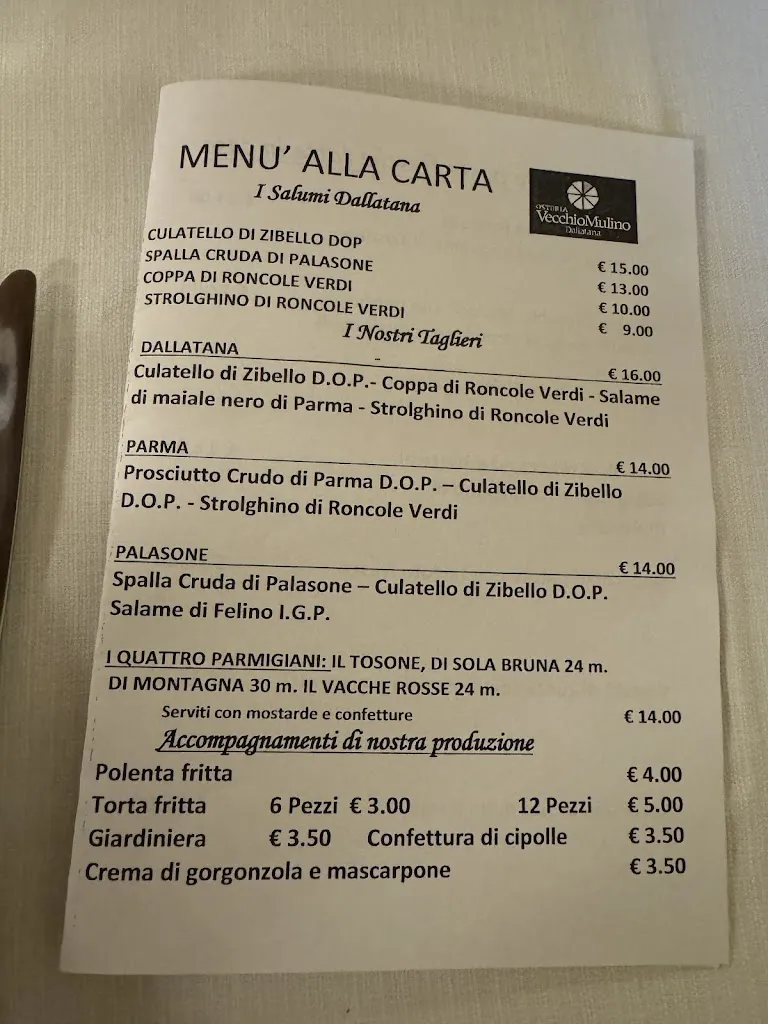 MENU' ALLA CARTA
I Salumi Dallatana
OSTERIA
VecchioMulino
Dallatana
CULATELLO DI ZIBELLO DOP € 15.00
SPALLA CRUDA DI PALASONE € 13.00
COPPA DI RONCOLE VERDI € 10.00
STROLGHINO DI RONCOLE VERDI € 9.00
I Nostri Taglieri
DALLATANA € 16.00
Culatello di Zibello D.O.P.- Coppa di Roncole Verdi - Salame
di maiale nero di Parma - Strolghino di Roncole Verdi
PARMA € 14.00
Prosciutto Crudo di Parma D.O.P. – Culatello di Zibello
D.O.P. - Strolghino di Roncole Verdi
PALASONE € 14.00
Spalla Cruda di Palasone – Culatello di Zibello D.O.P.
Salame di Felino I.G.P.
I QUATTRO PARMIGIANI: IL TOSONE, DI SOLA BRUNA 24 m.
DI MONTAGNA 30 m. IL VACCHE ROSSE 24 m.
Serviti con mostarde e confetture € 14.00
Accompagnamenti di nostra produzione
Polenta fritta € 4.00
Torta fritta 6 Pezzi € 3.00 12 Pezzi € 5.00
Giardiniera € 3.50 Confettura di cipolle € 3.50
Crema di gorgonzola e mascarpone € 3.50